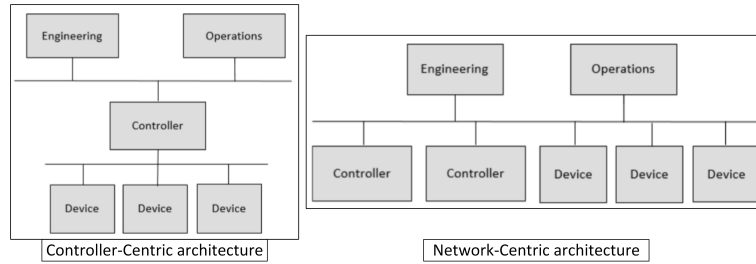 Engineering
Operations
Controller
Device
Device
Device
Controller-Centric architecture
Engineering
Operations
Controller
Controller
Device
Device
Device
Network-Centric architecture